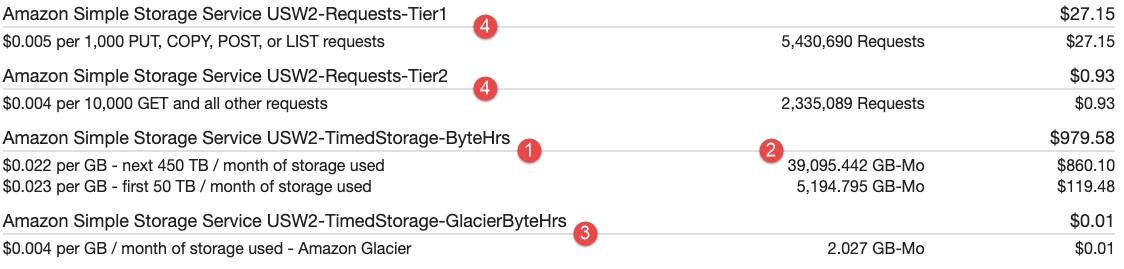 Amazon Simple Storage Service USW2-Requests-Tier1 $27.15
4
$0.005 per 1,000 PUT, COPY, POST, or LIST requests 5,430,690 Requests $27.15
Amazon Simple Storage Service USW2-Requests-Tier2 $0.93
4
$0.004 per 10,000 GET and all other requests 2,335,089 Requests $0.93
Amazon Simple Storage Service USW2-TimedStorage-ByteHrs $979.58
1 2
$0.022 per GB - next 450 TB / month of storage used 39,095.442 GB-Mo $860.10
$0.023 per GB - first 50 TB / month of storage used 5,194.795 GB-Mo $119.48
Amazon Simple Storage Service USW2-TimedStorage-GlacierByteHrs $0.01
3
$0.004 per GB / month of storage used - Amazon Glacier 2.027 GB-Mo $0.01